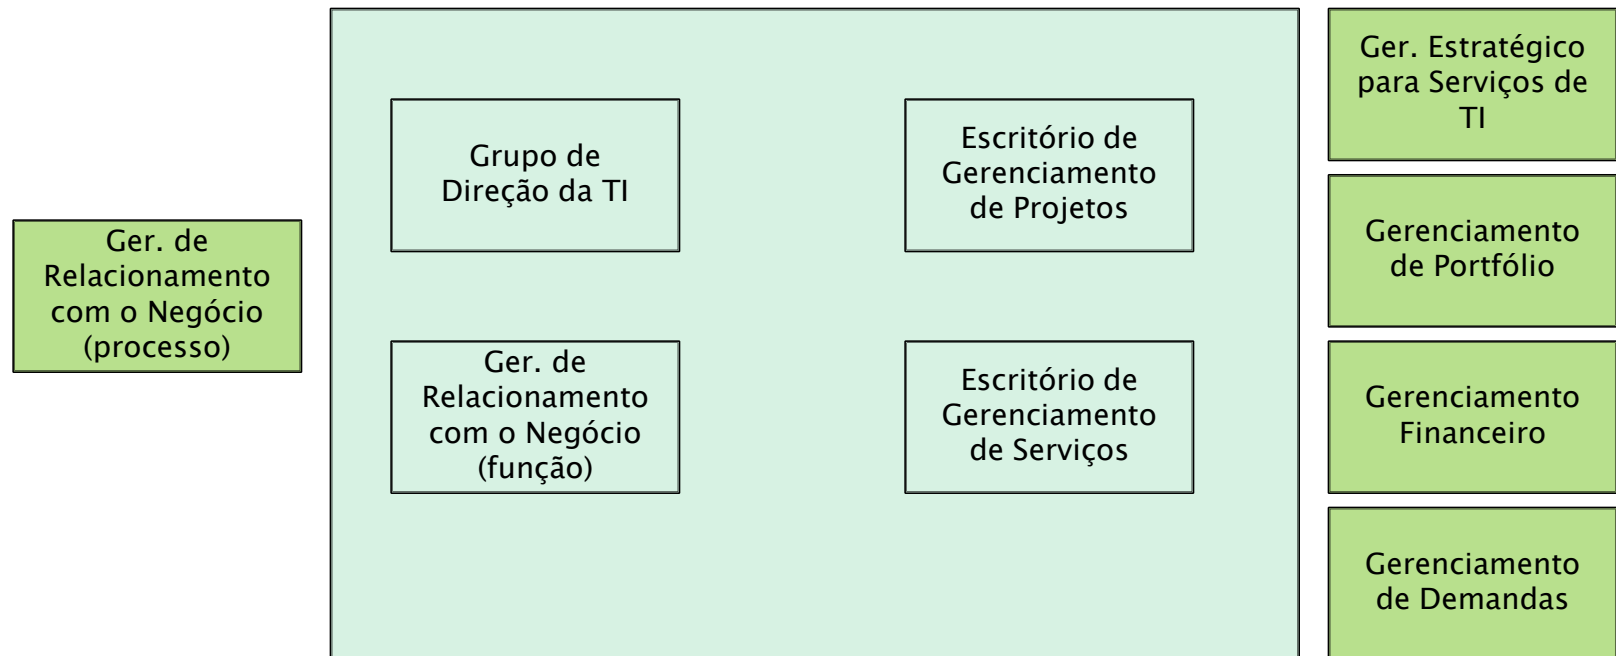 Ger. de
Relacionamento
com o Negócio
(processo)
Grupo de
Direção da TI
Escritório de
Gerenciamento
de Projetos
Ger. de
Relacionamento
com o Negócio
(função)
Escritório de
Gerenciamento
de Serviços
Ger. Estratégico
para Serviços de
TI
Gerenciamento
de Portfólio
Gerenciamento
Financeiro
Gerenciamento
de Demandas